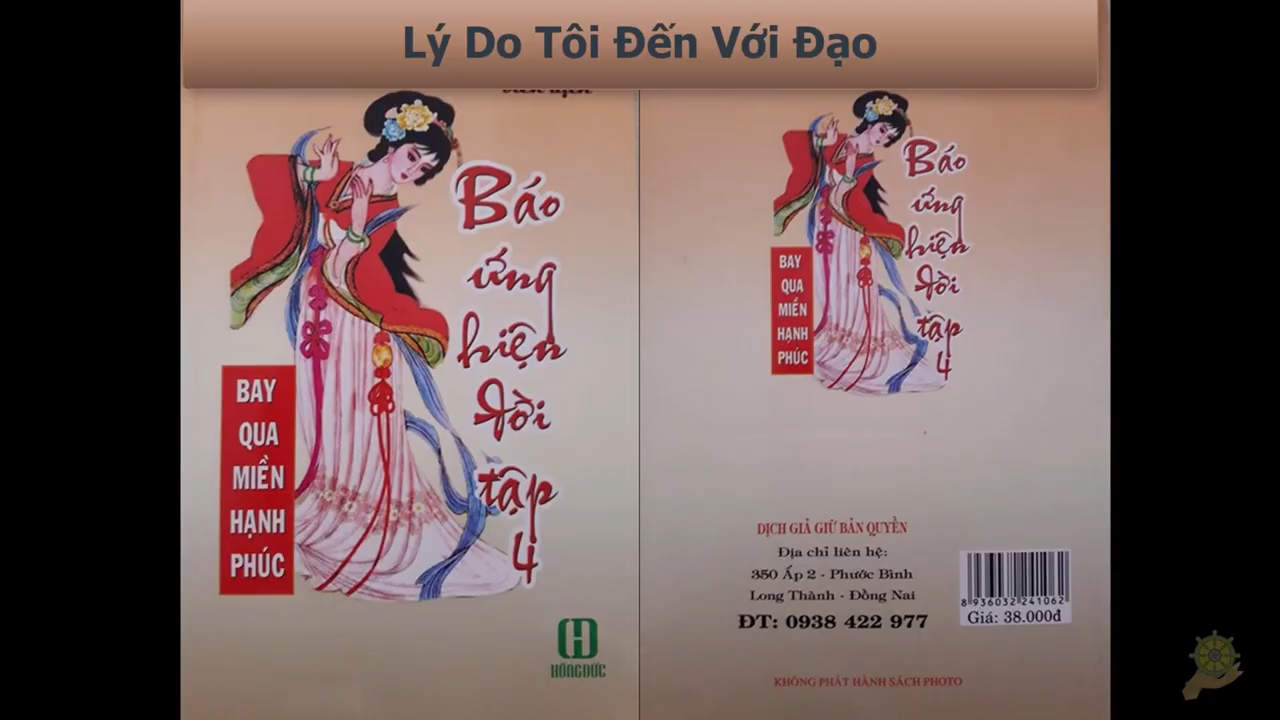 Lý Do Tôi Đến Với Đạo
Báo
ứng
hiện
đời
tập
4
BAY
QUA
MIỀN
HẠNH
PHÚC
HỒNG ĐỨC
Báo
ứng
hiện
đời
tập
4
BAY
QUA
MIỀN
HẠNH
PHÚC
DỊCH GIẢ GIỮ BẢN QUYỀN
Địa chỉ liên hệ:
350 Ấp 2 - Phước Bình
Long Thành - Đồng Nai
ĐT: 0938 422 977
8 936032 241062
Giá: 38.000đ
KHÔNG PHÁT HÀNH SÁCH PHOTO